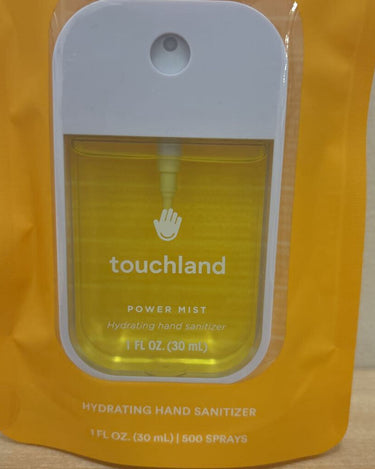 touchland
POWER MIST
Hydrating hand sanitizer
1 FL OZ. (30 mL)
HYDRATING HAND SANITIZER
1 FL OZ. (30 mL) | 500 SPRAYS